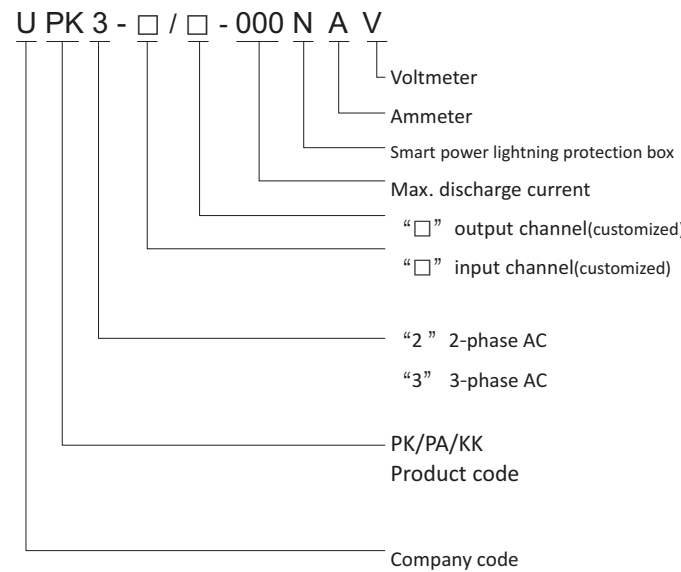 U PK 3 - □ / □ - 000 N A V
Voltmeter
Ammeter
Smart power lightning protection box
Max. discharge current
“□” output channel(customized)
“□” input channel(customized)
“2 ” 2-phase AC
“3” 3-phase AC
PK/PA/KK
Product code
Company code